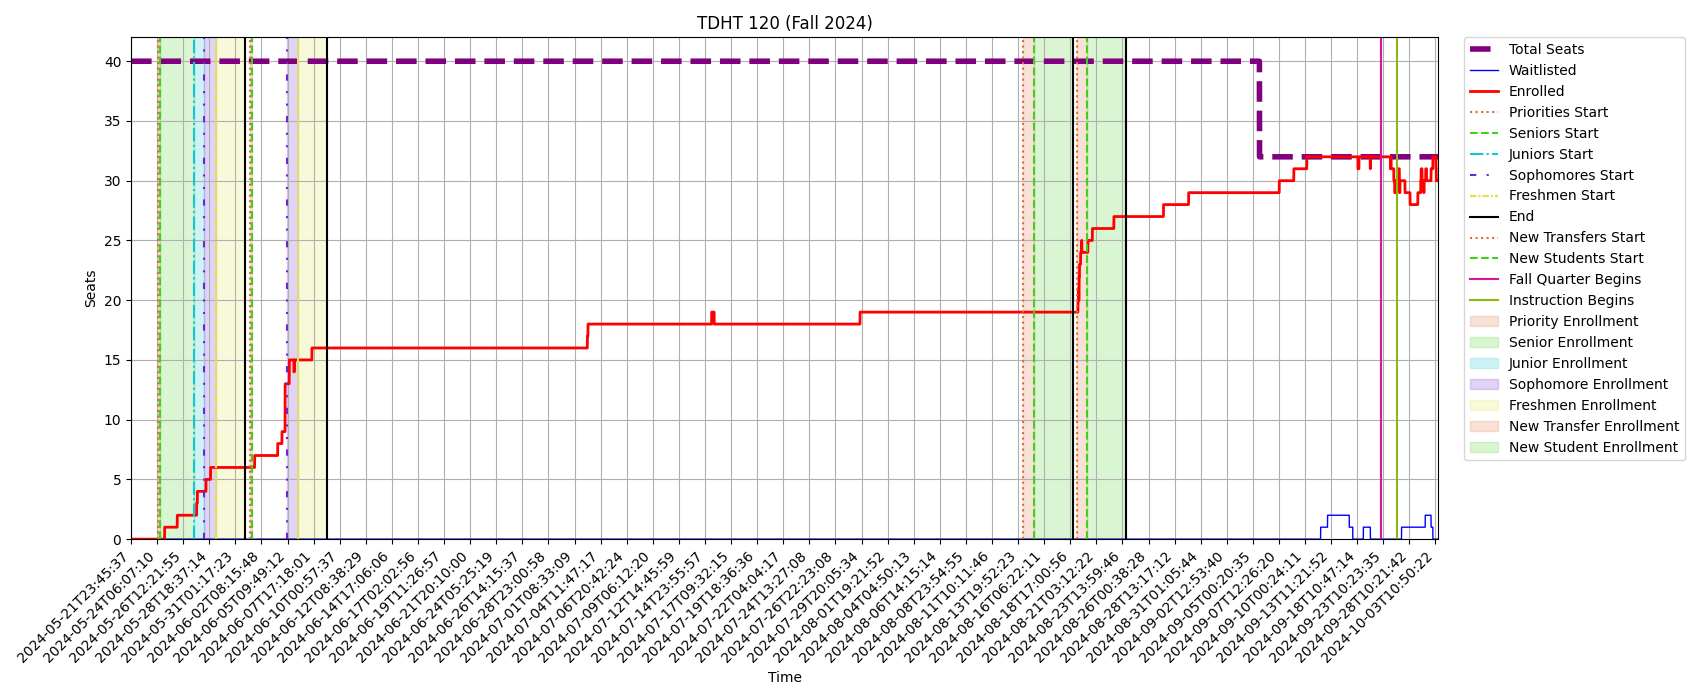 TDHT 120 (Fall 2024)
Seats
40
35
30
25
20
15
10
5
0
2024-05-21T23:45:37
2024-05-24T06:07:10
2024-05-26T12:21:55
2024-05-28T18:37:14
2024-05-31T01:17:23
2024-06-02T08:15:48
2024-06-05T09:49:12
2024-06-07T17:18:01
2024-06-10T00:57:37
2024-06-12T08:38:29
2024-06-14T17:06:06
2024-06-17T02:02:56
2024-06-19T11:26:57
2024-06-21T20:10:00
2024-06-24T05:25:19
2024-06-26T14:15:37
2024-06-28T23:00:58
2024-07-01T08:33:09
2024-07-04T11:47:17
2024-07-06T20:42:24
2024-07-09T06:12:20
2024-07-12T14:45:59
2024-07-14T23:55:57
2024-07-17T09:32:15
2024-07-19T18:36:36
2024-07-22T04:04:17
2024-07-24T13:27:08
2024-07-26T22:23:08
2024-07-29T20:05:34
2024-08-01T19:21:52
2024-08-04T04:50:13
2024-08-06T14:15:14
2024-08-08T23:54:55
2024-08-11T10:11:46
2024-08-13T19:52:23
2024-08-16T06:22:11
2024-08-18T17:00:56
2024-08-21T03:12:22
2024-08-23T13:59:46
2024-08-26T00:38:28
2024-08-28T13:17:12
2024-08-31T01:05:44
2024-09-02T12:53:40
2024-09-05T00:20:35
2024-09-07T12:26:20
2024-09-10T00:24:11
2024-09-13T11:21:52
2024-09-18T10:47:14
2024-09-23T10:23:35
2024-09-28T10:21:42
2024-10-03T10:50:22
Time
Total Seats
Waitlisted
Enrolled
Priorities Start
Seniors Start
Juniors Start
Sophomores Start
Freshmen Start
End
New Transfers Start
New Students Start
Fall Quarter Begins
Instruction Begins
Priority Enrollment
Senior Enrollment
Junior Enrollment
Sophomore Enrollment
Freshmen Enrollment
New Transfer Enrollment
New Student Enrollment